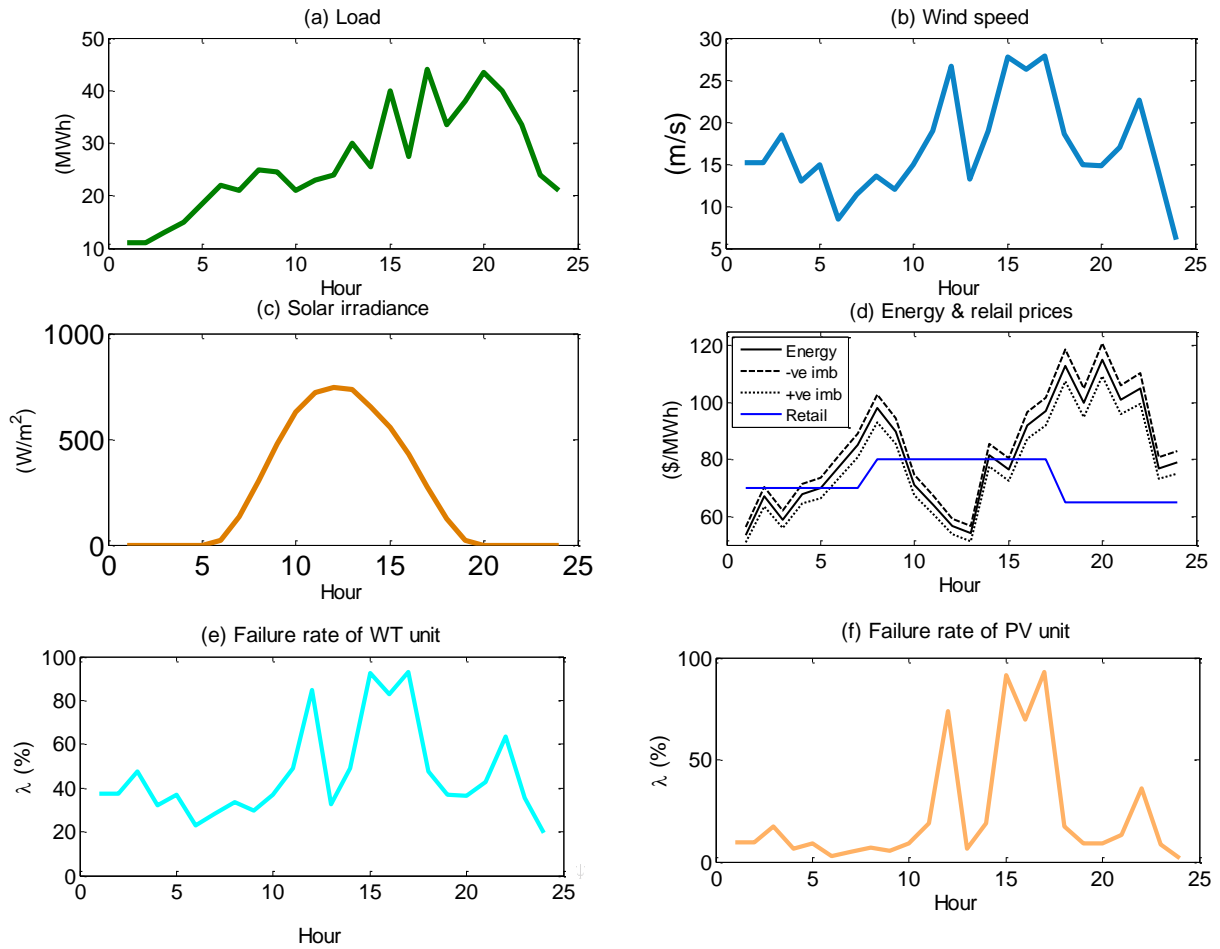 (a) Load
(MWh)
50
40
30
20
10
0 5 10 15 20 25
Hour
(b) Wind speed
(m/s)
30
25
20
15
10
5
0 5 10 15 20 25
Hour
(c) Solar irradiance
(W/m²)
1000
500
0
0 5 10 15 20 25
Hour
(d) Energy & relail prices
($/MWh)
120
100
80
60
Energy
-ve imb
+ve imb
Retail
0 5 10 15 20 25
Hour
(e) Failure rate of WT unit
λ (%)
100
80
60
40
20
0
0 5 10 15 20 25
Hour
(f) Failure rate of PV unit
λ (%)
100
50
0
0 5 10 15 20 25
Hour